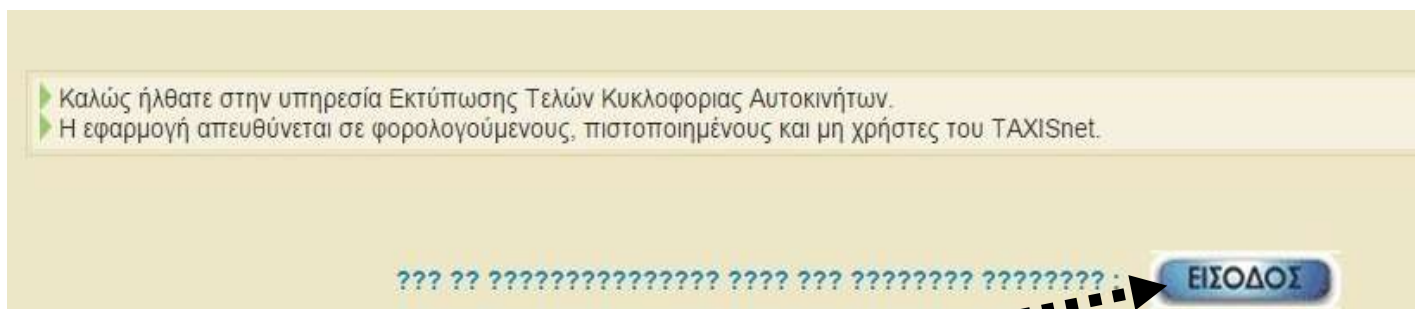 Καλώς ήλθατε στην υπηρεσία Εκτύπωσης Τελών Κυκλοφοριας Αυτοκινήτων.
Η εφαρμογή απευθύνεται σε φορολογούμενους, πιστοποιημένους και μη χρήστες του TAXISnet.
??? ?? ??????????????? ???? ??? ???????? ???????? : ΕΙΣΟΔΟΣ